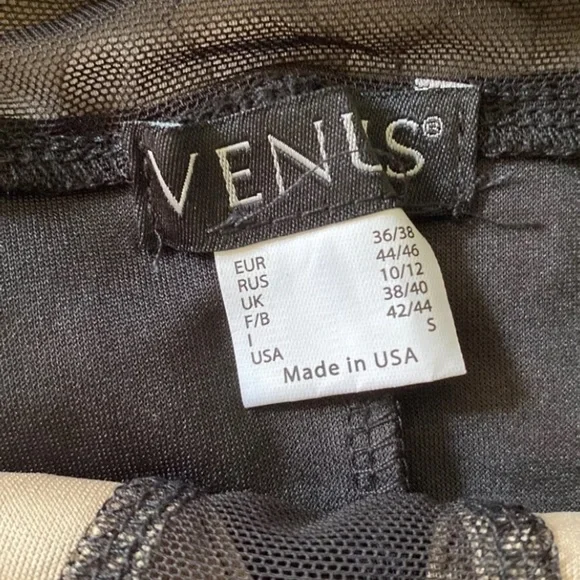 VENUS®
EUR 36/38
RUS 44/46
UK 10/12
F/B 38/40
I 42/44
USA S
Made in USA